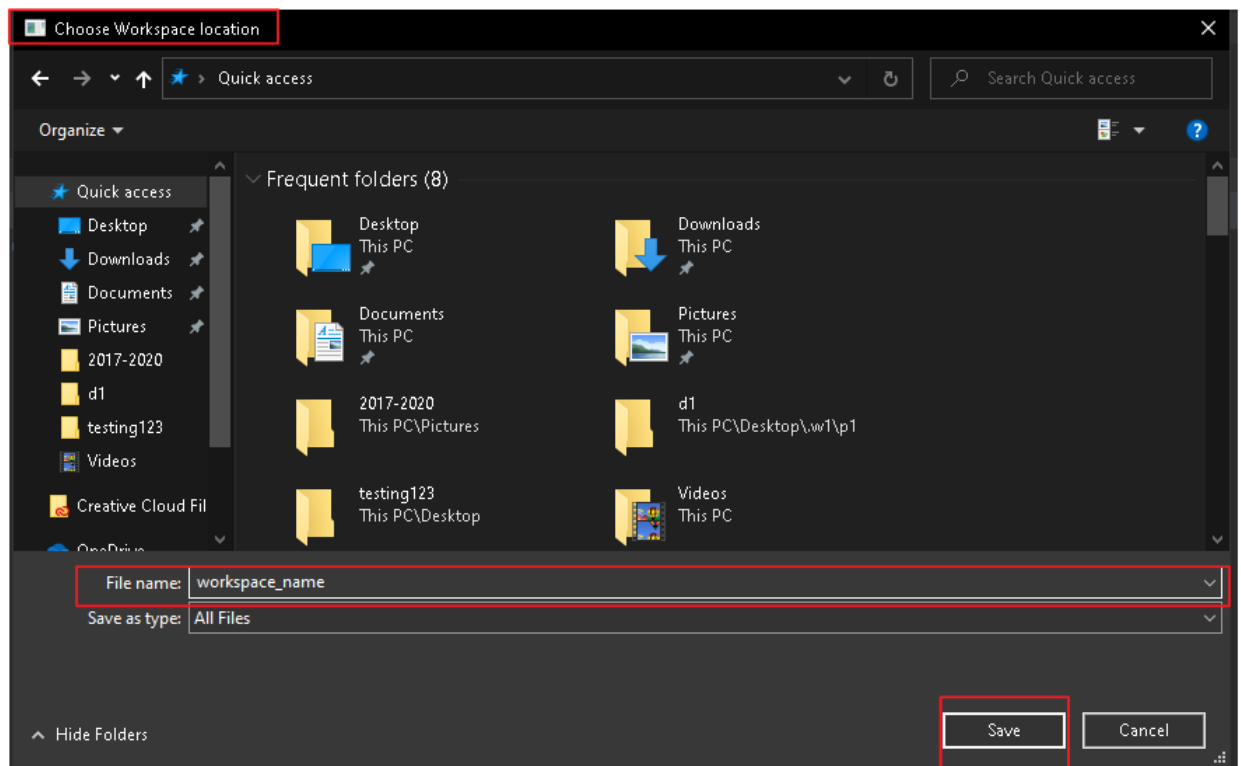 Choose Workspace location
Quick access
Search Quick access
Organize
Quick access
Desktop
Downloads
Documents
Pictures
2017-2020
d1
testing123
Videos
Creative Cloud Fil
OneDrive
Frequent folders (8)
Desktop
This PC
Downloads
This PC
Documents
This PC
Pictures
This PC
2017-2020
This PC\Pictures
d1
This PC\Desktop\.w1\p1
testing123
This PC\Desktop
Videos
This PC
File name: workspace_name
Save as type: All Files
Hide Folders
Save
Cancel